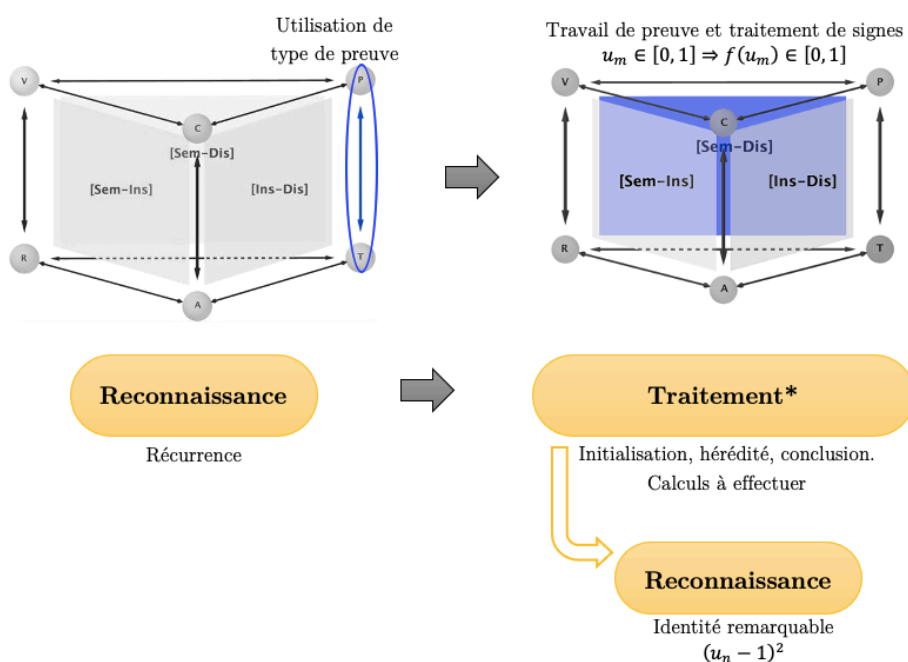 Utilisation de
type de preuve
V
P
C
[Sem-Dis]
[Sem-Ins]
[Ins-Dis]
R
T
A
Travail de preuve et traitement de signes
u_m ∈ [0, 1] ⇒ f(u_m) ∈ [0, 1]
V
P
C
[Sem-Dis]
[Sem-Ins]
[Ins-Dis]
R
T
A
Reconnaissance
Récurrence
Traitement*
Initialisation, hérédité, conclusion.
Calculs à effectuer
Reconnaissance
Identité remarquable
(u_n − 1)²